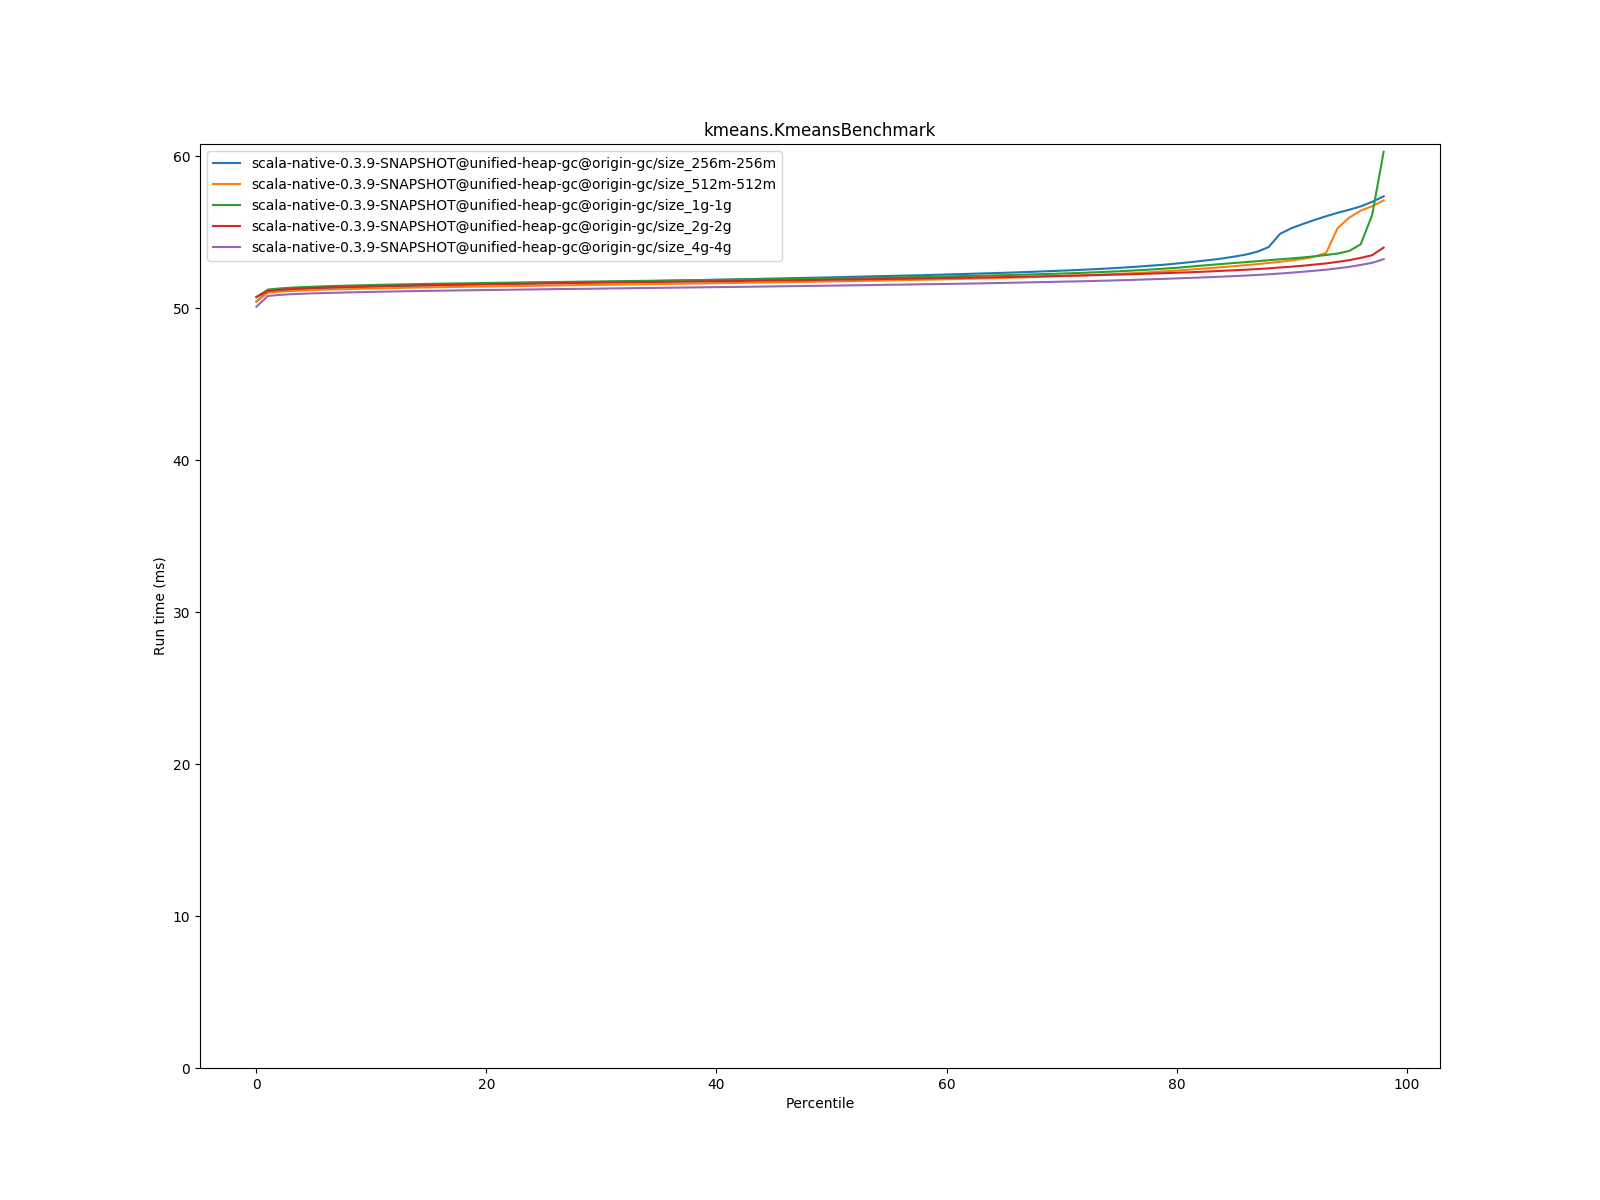 kmeans.KmeansBenchmark
scala-native-0.3.9-SNAPSHOT@unified-heap-gc@origin-gc/size_256m-256m
scala-native-0.3.9-SNAPSHOT@unified-heap-gc@origin-gc/size_512m-512m
scala-native-0.3.9-SNAPSHOT@unified-heap-gc@origin-gc/size_1g-1g
scala-native-0.3.9-SNAPSHOT@unified-heap-gc@origin-gc/size_2g-2g
scala-native-0.3.9-SNAPSHOT@unified-heap-gc@origin-gc/size_4g-4g
60
50
40
30
20
10
0
Run time (ms)
0 20 40 60 80 100
Percentile